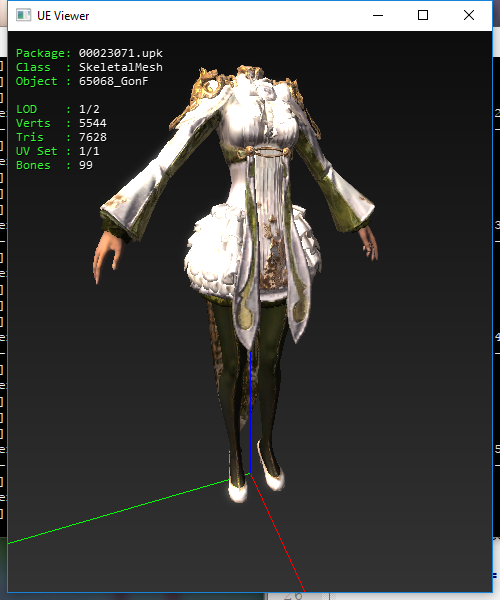 UE Viewer
Package: 00023071.upk
Class : SkeletalMesh
Object : 65068_GonF
LOD : 1/2
Verts : 5544
Tris : 7628
UV Set : 1/1
Bones : 99